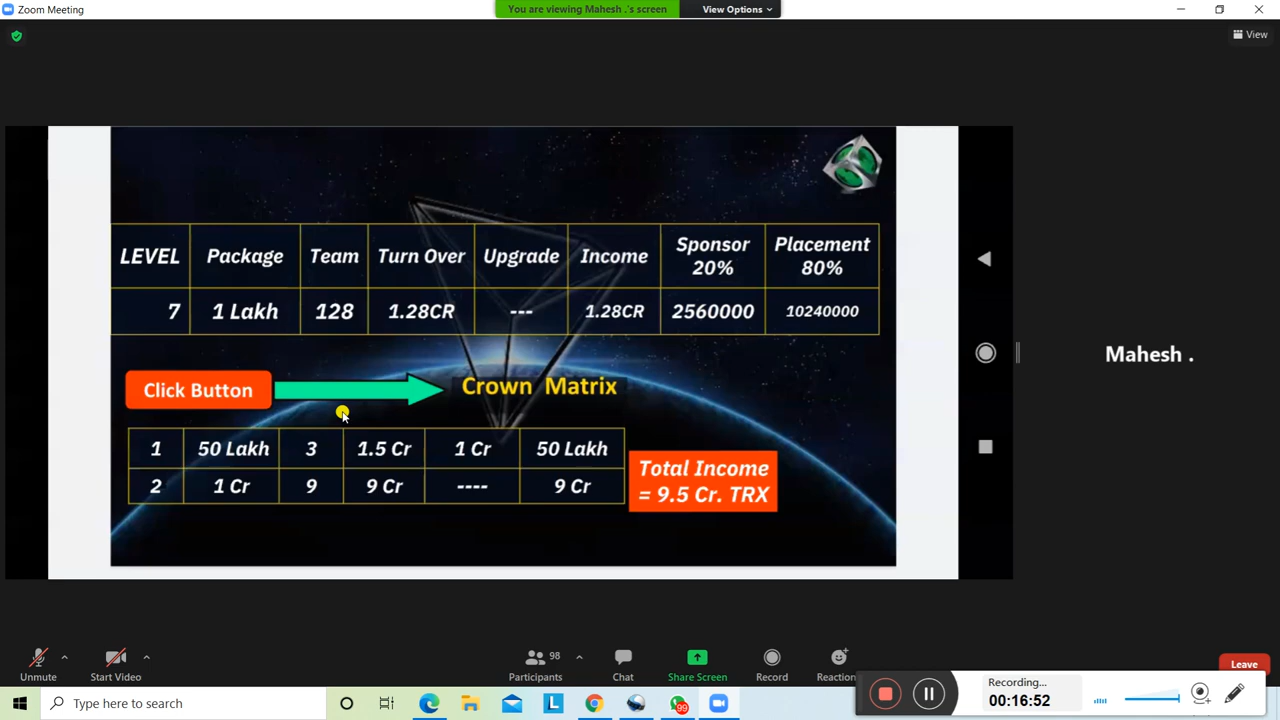 Zoom Meeting
You are viewing Mahesh .'s screen
View Options
View
LEVEL Package Team Turn Over Upgrade Income Sponsor 20% Placement 80%
7 1 Lakh 128 1.28CR --- 1.28CR 2560000 10240000
Click Button
Crown Matrix
1 50 Lakh 3 1.5 Cr 1 Cr 50 Lakh
2 1 Cr 9 9 Cr ---- 9 Cr
Total Income
= 9.5 Cr. TRX
Mahesh .
Unmute
Start Video
98
Participants
Chat
Share Screen
Record
Reaction
Leave
Recording...
00:16:52
Type here to search
L
99